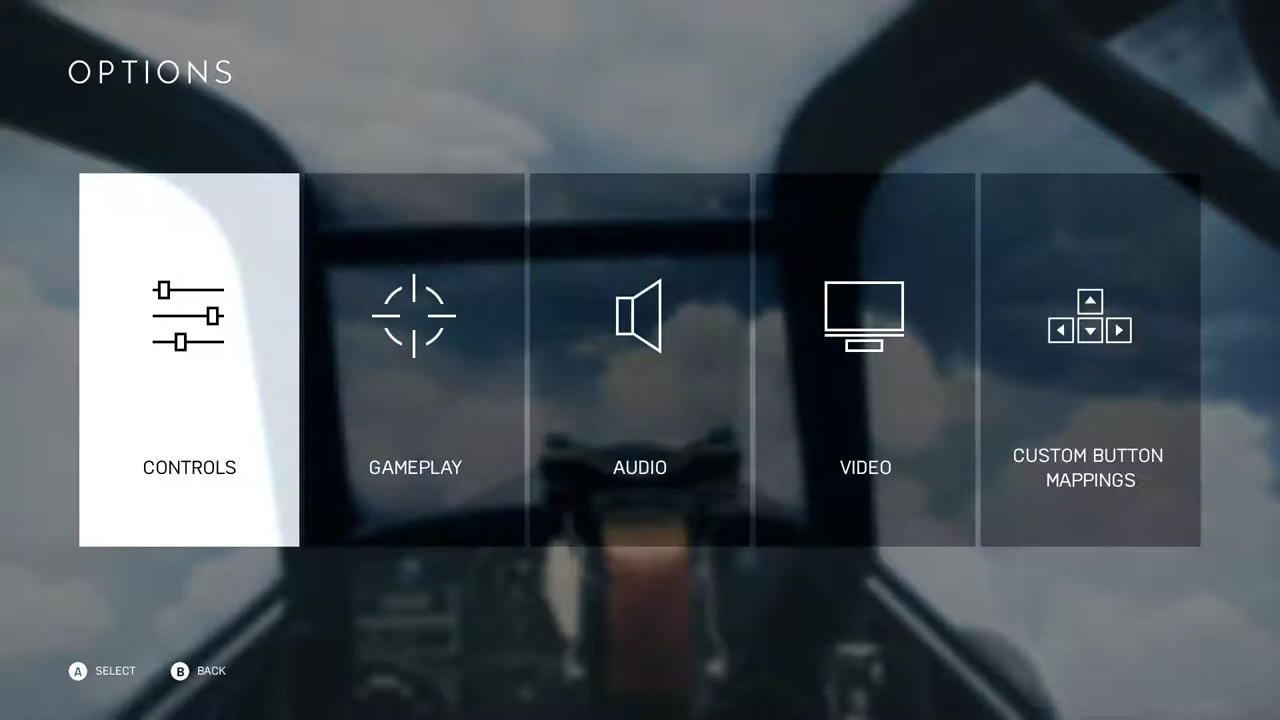 OPTIONS
CONTROLS
GAMEPLAY
AUDIO
VIDEO
CUSTOM BUTTON
MAPPINGS
A SELECT
B BACK